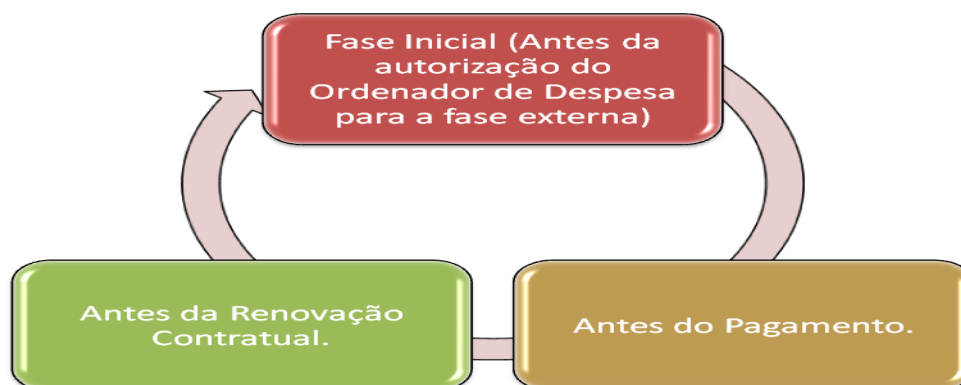 Fase Inicial (Antes da
autorização do
Ordenador de Despesa
para a fase externa)
Antes da Renovação
Contratual.
Antes do Pagamento.